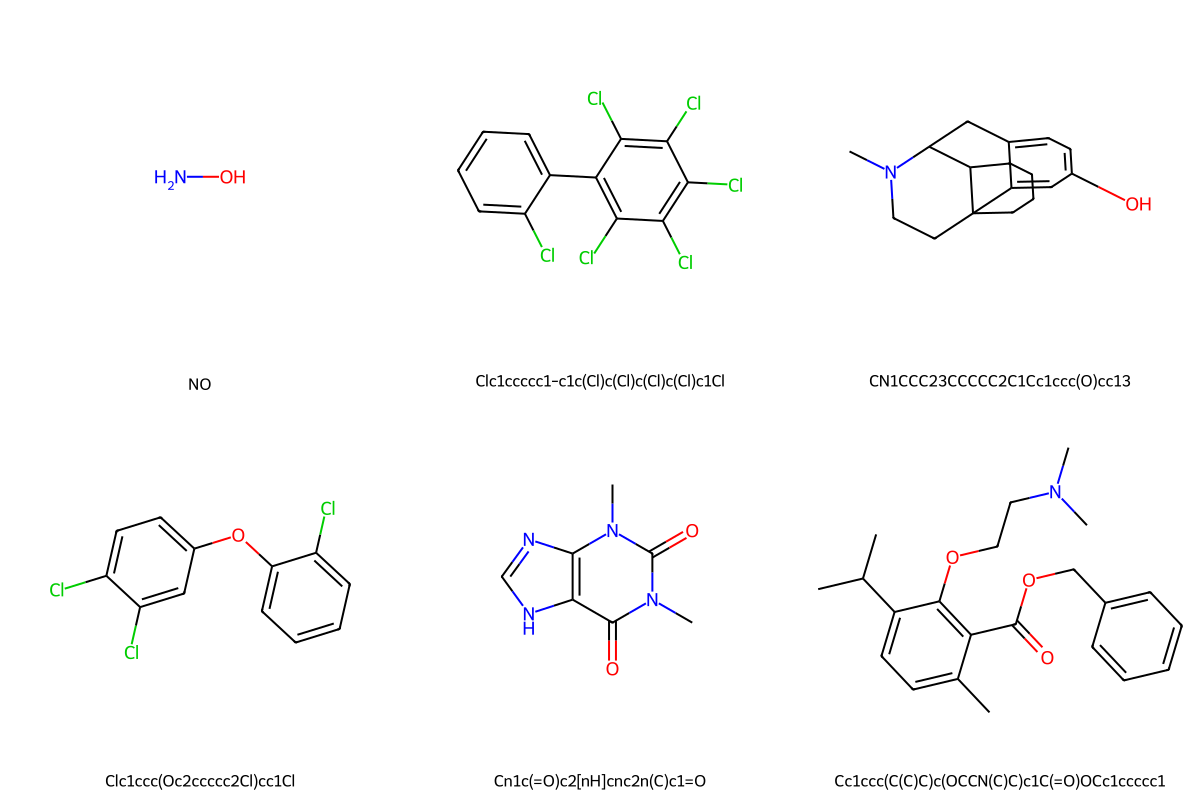 H2N OH
Cl Cl Cl Cl Cl Cl
N OH
NO
Clc1ccccc1-c1c(Cl)c(Cl)c(Cl)c(Cl)c1Cl
CN1CCC23CCCCC2C1Cc1ccc(O)cc13
Cl O Cl Cl
N N O N NH O
N O O O
Clc1ccc(Oc2ccccc2Cl)cc1Cl
Cn1c(=O)c2[nH]cnc2n(C)c1=O
Cc1ccc(C(C)C)c(OCCN(C)C)c1C(=O)OCc1ccccc1